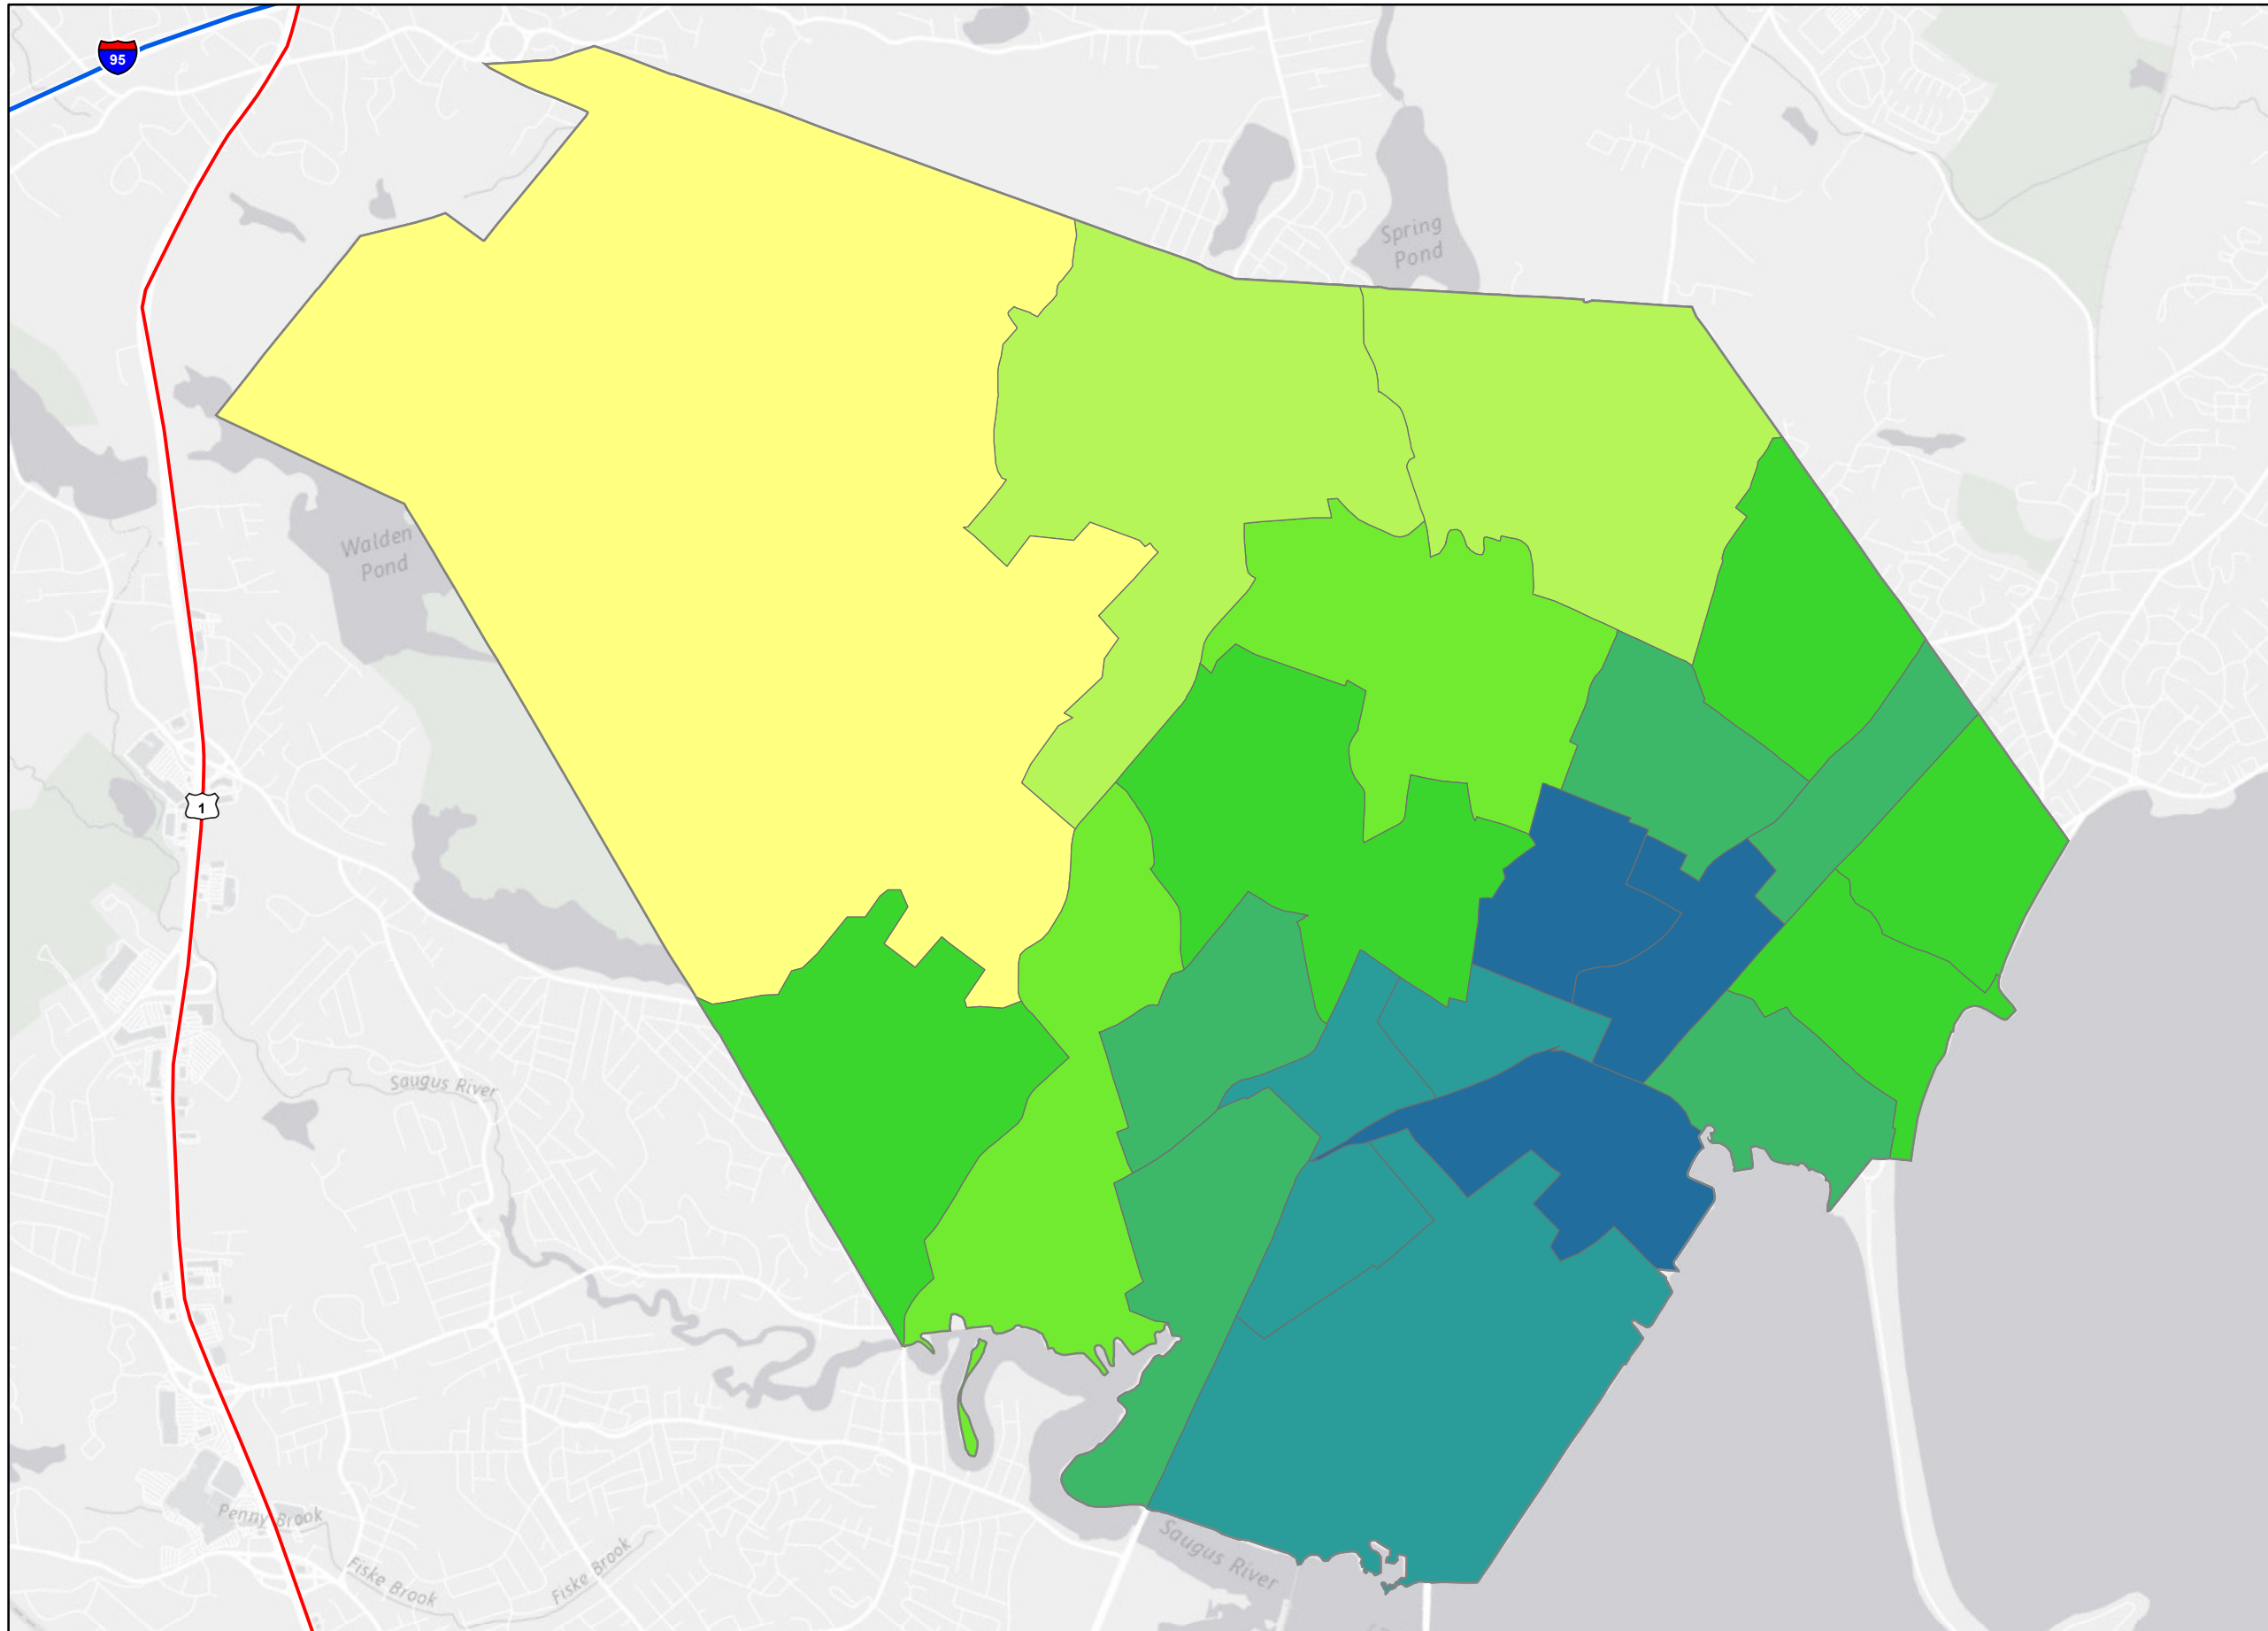 95
Spring
Pond
Walden
Pond
1
Saugus River
Penny Brook
Fiske Brook
Fiske Brook
Saugus River